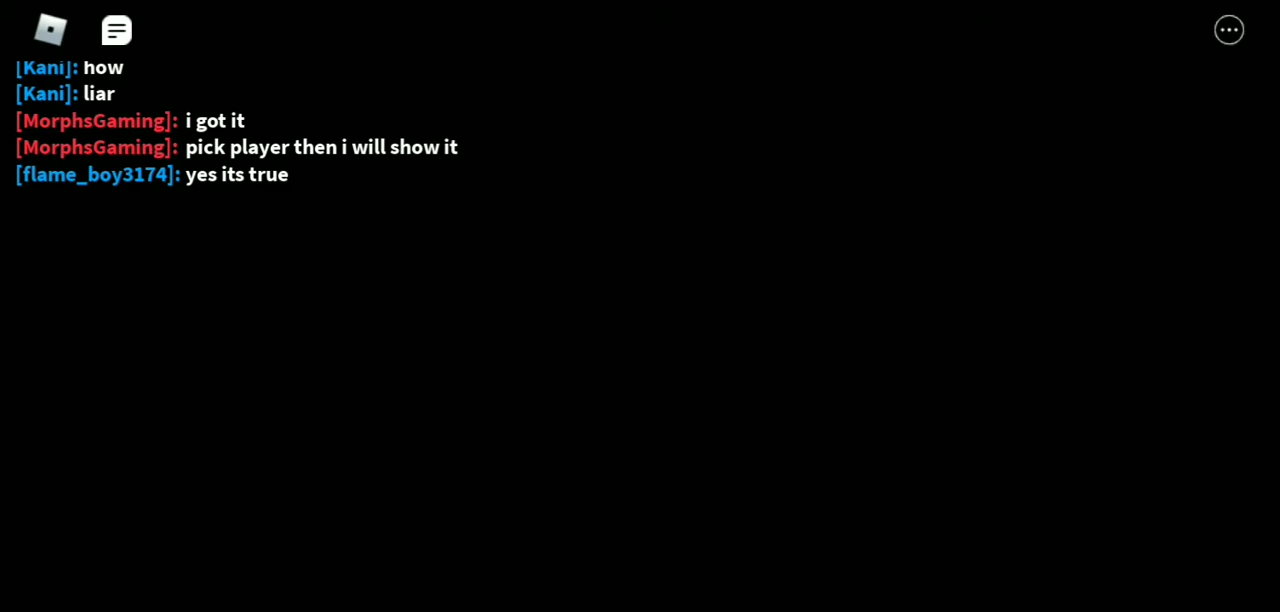 [Kani]: how
[Kani]: liar
[MorphsGaming]: i got it
[MorphsGaming]: pick player then i will show it
[flame_boy3174]: yes its true